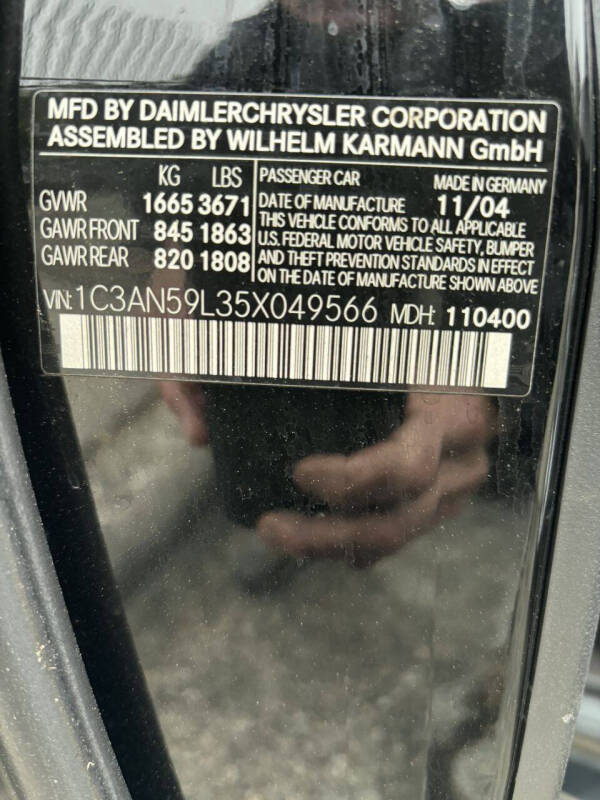 MFD BY DAIMLERCHRYSLER CORPORATION
ASSEMBLED BY WILHELM KARMANN GmbH
KG LBS
GVWR 1665 3671
GAWR FRONT 845 1863
GAWR REAR 820 1808
PASSENGER CAR MADE IN GERMANY
DATE OF MANUFACTURE 11/04
THIS VEHICLE CONFORMS TO ALL APPLICABLE
U.S. FEDERAL MOTOR VEHICLE SAFETY, BUMPER
AND THEFT PREVENTION STANDARDS IN EFFECT
ON THE DATE OF MANUFACTURE SHOWN ABOVE
VIN: 1C3AN59L35X049566 MDH: 110400